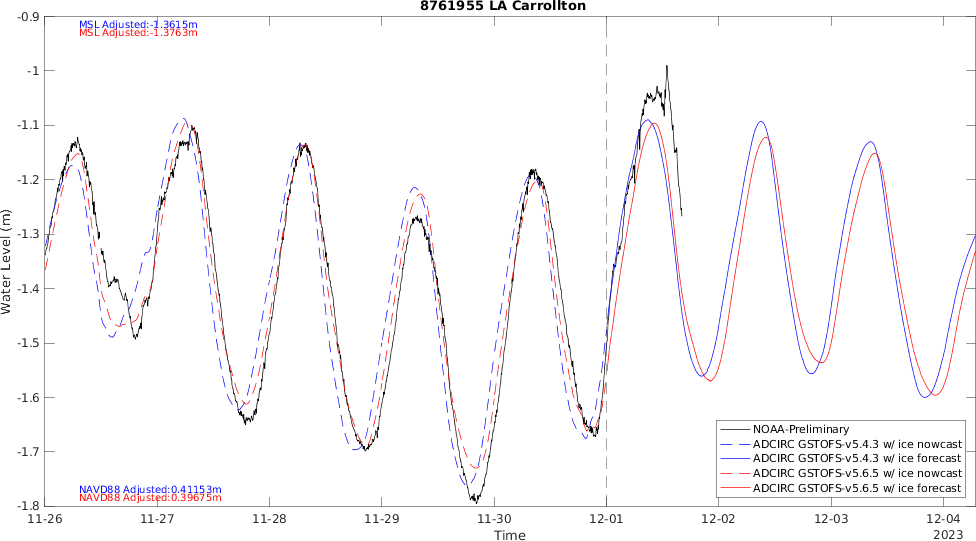 8761955 LA Carrollton
MSL Adjusted:-1.3615m
MSL Adjusted:-1.3763m
-0.9
-1
-1.1
-1.2
-1.3
-1.4
-1.5
-1.6
-1.7
-1.8
Water Level (m)
NOAA-Preliminary
ADCIRC GSTOFS-v5.4.3 w/ ice nowcast
ADCIRC GSTOFS-v5.4.3 w/ ice forecast
ADCIRC GSTOFS-v5.6.5 w/ ice nowcast
ADCIRC GSTOFS-v5.6.5 w/ ice forecast
NAVD88 Adjusted:0.41153m
NAVD88 Adjusted:0.39675m
11-26 11-27 11-28 11-29 11-30 12-01 12-02 12-03 12-04
Time
2023